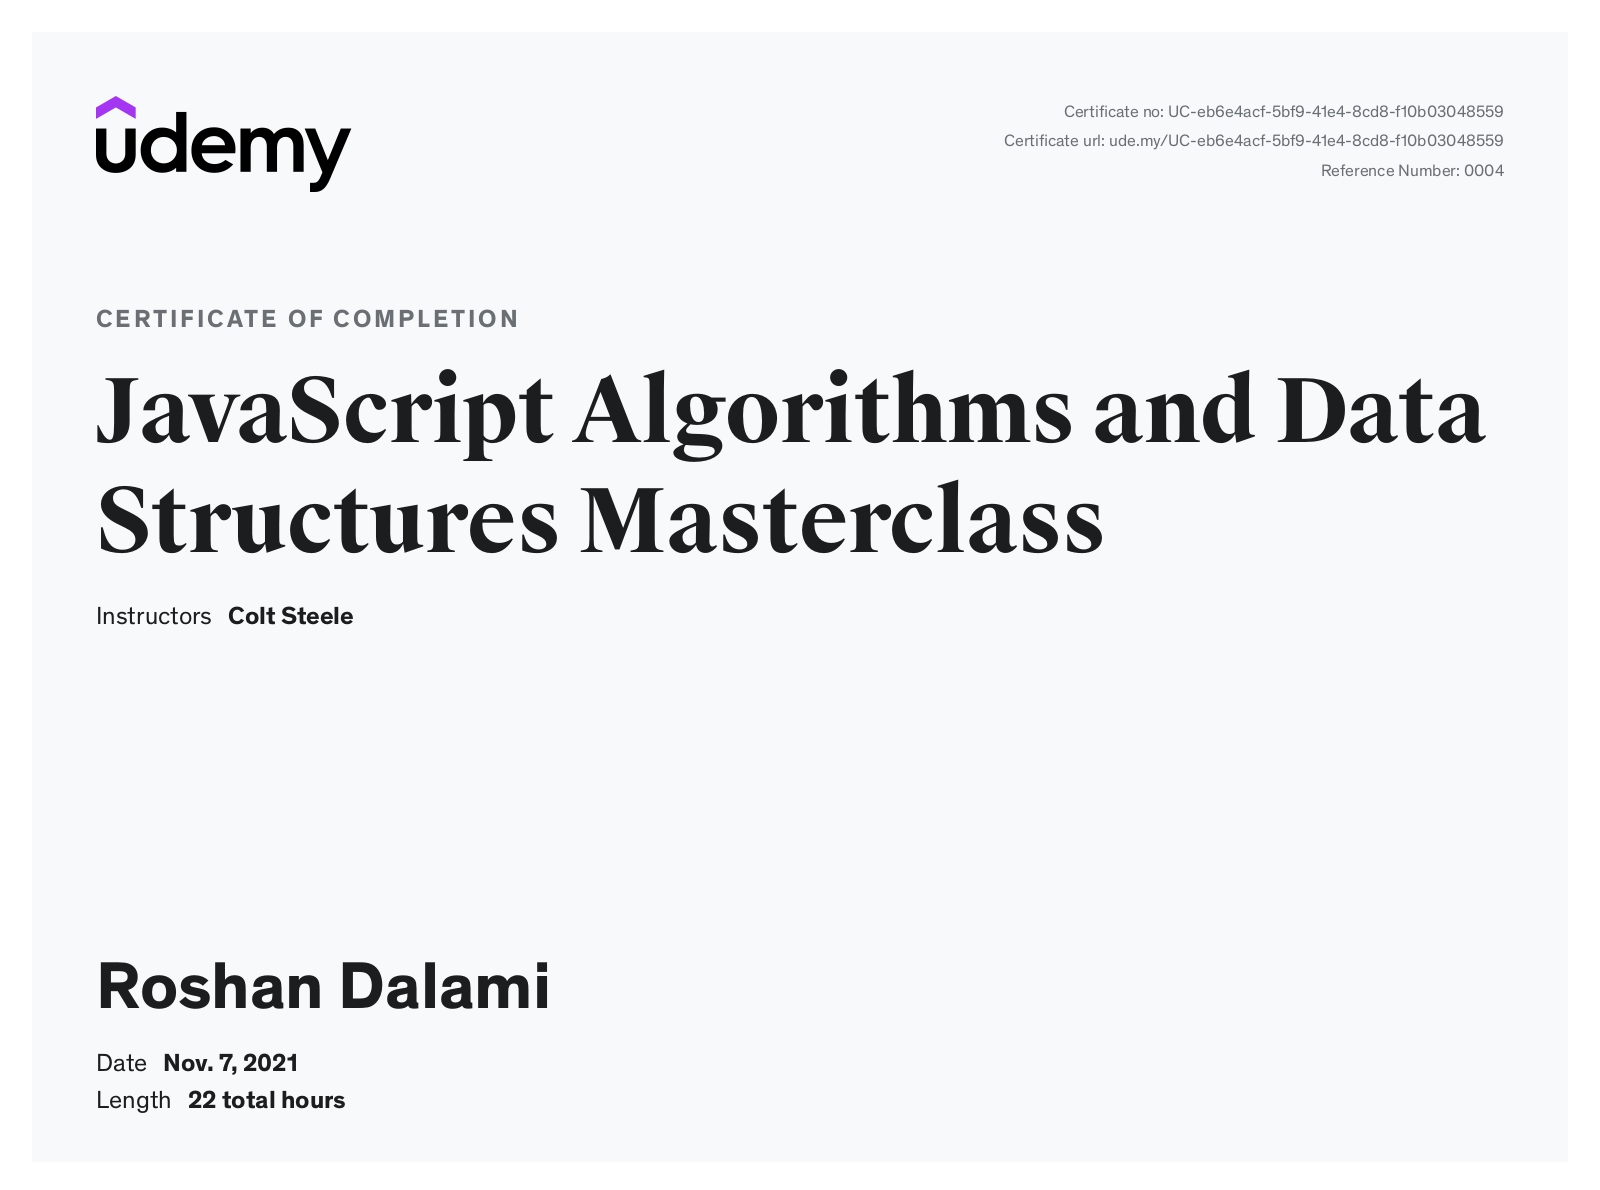 udemy
Certificate no: UC-eb6e4acf-5bf9-41e4-8cd8-f10b03048559
Certificate url: ude.my/UC-eb6e4acf-5bf9-41e4-8cd8-f10b03048559
Reference Number: 0004
CERTIFICATE OF COMPLETION
JavaScript Algorithms and Data
Structures Masterclass
Instructors Colt Steele
Roshan Dalami
Date Nov. 7, 2021
Length 22 total hours